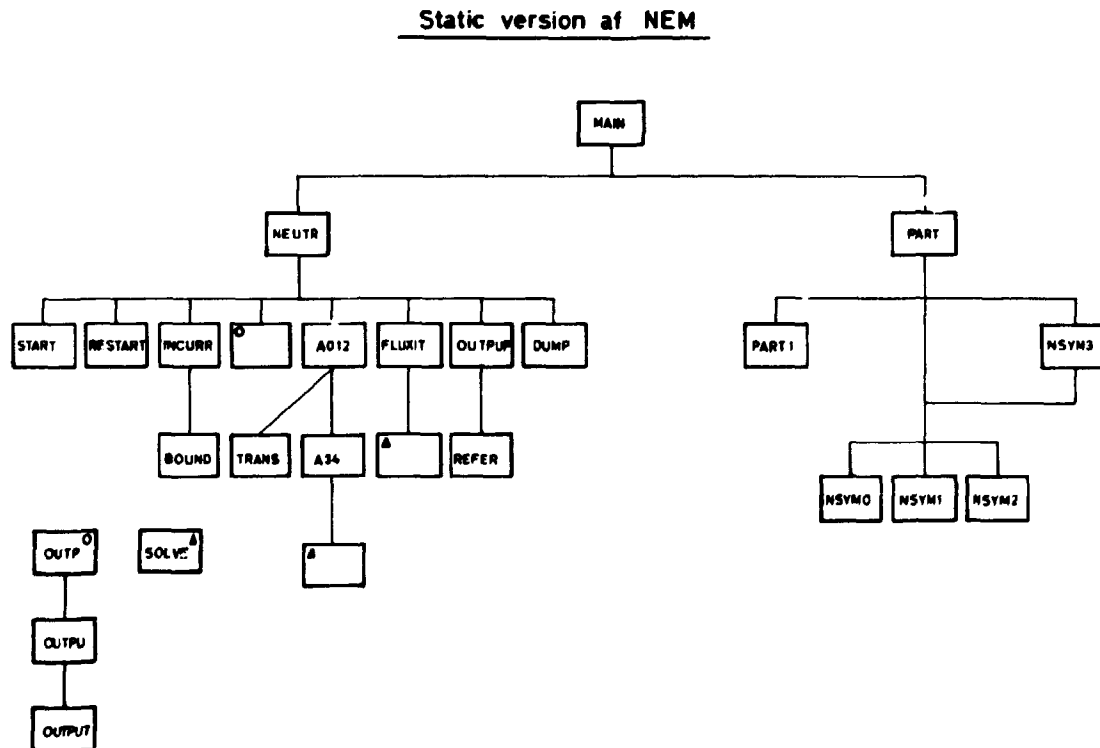 Static version af NEM
MAIN
NEUTR
PART
START
RESTART
INCURR
O
A012
FLUXIT
OUTPUF
DUMP
PART1
NSYM3
BOUND
TRANS
A34
Δ
REFER
NSYM0
NSYM1
NSYM2
OUTP O
SOLVE Δ
Δ
OUTPU
OUTPUT